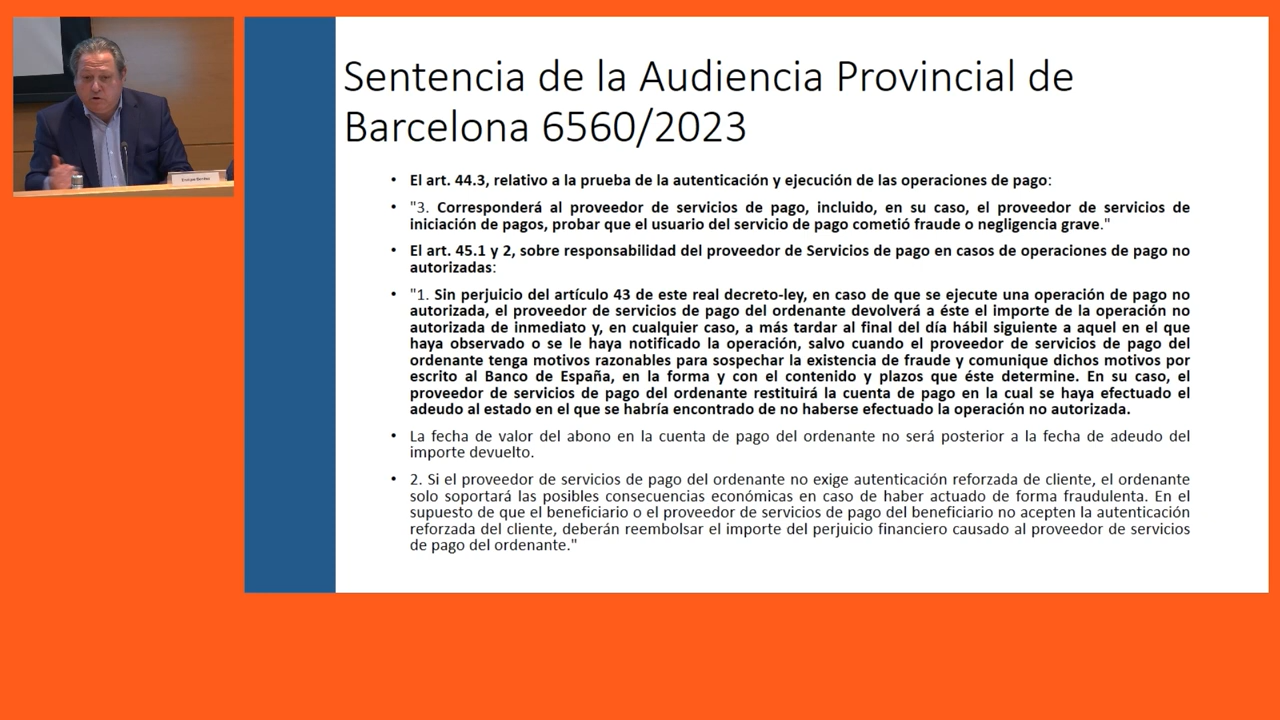 Sentencia de la Audiencia Provincial de
Barcelona 6560/2023
• El art. 44.3, relativo a la prueba de la autenticación y ejecución de las operaciones de pago:
• "3. Corresponderá al proveedor de servicios de pago, incluido, en su caso, el proveedor de servicios de
iniciación de pagos, probar que el usuario del servicio de pago cometió fraude o negligencia grave."
• El art. 45.1 y 2, sobre responsabilidad del proveedor de Servicios de pago en casos de operaciones de pago no
autorizadas:
• "1. Sin perjuicio del artículo 43 de este real decreto-ley, en caso de que se ejecute una operación de pago no
autorizada, el proveedor de servicios de pago del ordenante devolverá a éste el importe de la operación no
autorizada de inmediato y, en cualquier caso, a más tardar al final del día hábil siguiente a aquel en el que
haya observado o se le haya notificado la operación, salvo cuando el proveedor de servicios de pago del
ordenante tenga motivos razonables para sospechar la existencia de fraude y comunique dichos motivos por
escrito al Banco de España, en la forma y con el contenido y plazos que éste determine. En su caso, el
proveedor de servicios de pago del ordenante restituirá la cuenta de pago en la cual se haya efectuado el
adeudo al estado en el que se habría encontrado de no haberse efectuado la operación no autorizada.
• La fecha de valor del abono en la cuenta de pago del ordenante no será posterior a la fecha de adeudo del
importe devuelto.
• 2. Si el proveedor de servicios de pago del ordenante no exige autenticación reforzada de cliente, el ordenante
solo soportará las posibles consecuencias económicas en caso de haber actuado de forma fraudulenta. En el
supuesto de que el beneficiario o el proveedor de servicios de pago del beneficiario no acepten la autenticación
reforzada del cliente, deberán reembolsar el importe del perjuicio financiero causado al proveedor de servicios
de pago del ordenante."